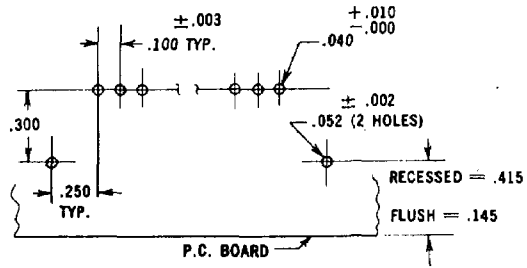 ± .003
.100 TYP.
+ .010
- .000
.040
.300
± .002
.052 (2 HOLES)
.250
TYP.
RECESSED = .415
FLUSH = .145
P.C. BOARD